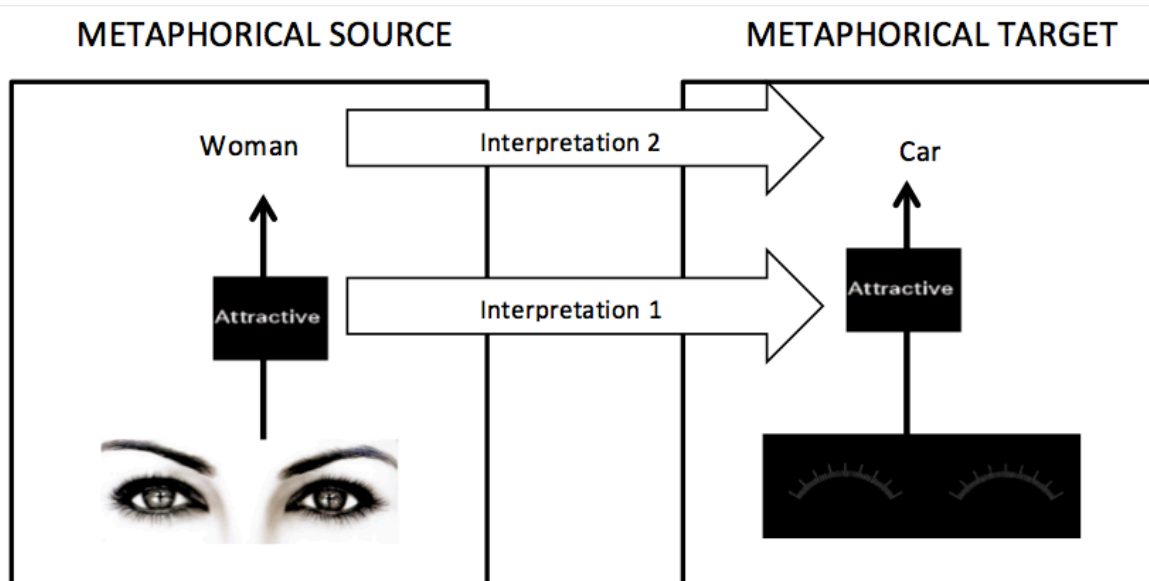 METAPHORICAL SOURCE
METAPHORICAL TARGET
Woman
Interpretation 2
Car
Attractive
Interpretation 1
Attractive